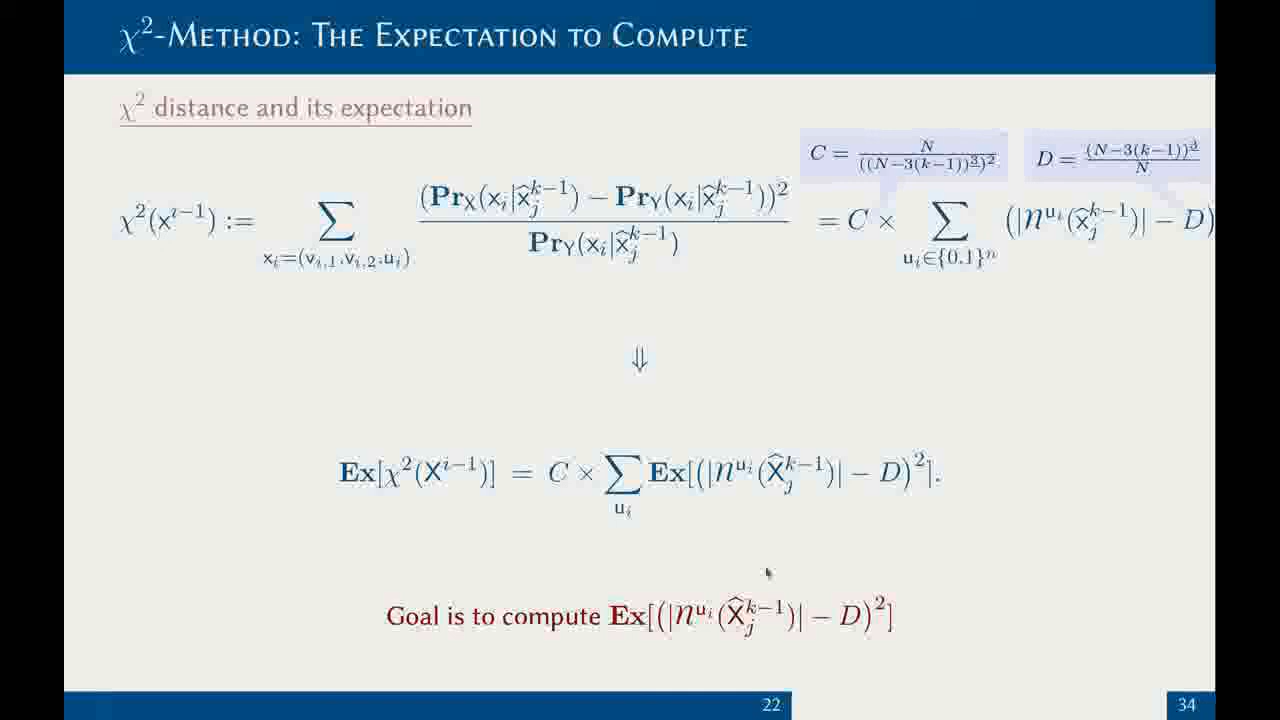 χ²-Method: The Expectation to Compute
χ² distance and its expectation
C = N / ((N−3(k−1))^{\underline{3}})² D = (N−3(k−1))^{\underline{3}} / N
χ²(x^{i−1}) := ∑_{x_i=(v_{i,1},v_{i,2},u_i)} (Pr_X(x_i|x̂_j^{k−1}) − Pr_Y(x_i|x̂_j^{k−1}))² / Pr_Y(x_i|x̂_j^{k−1}) = C × ∑_{u_i∈{0,1}^n} (|n^{u_i}(x̂_j^{k−1})| − D)
⇓
Ex[χ²(X^{i−1})] = C × ∑_{u_i} Ex[(|n^{u_i}(X̂_j^{k−1})| − D)²].
Goal is to compute Ex[(|n^{u_i}(X̂_j^{k−1})| − D)²]
22 34